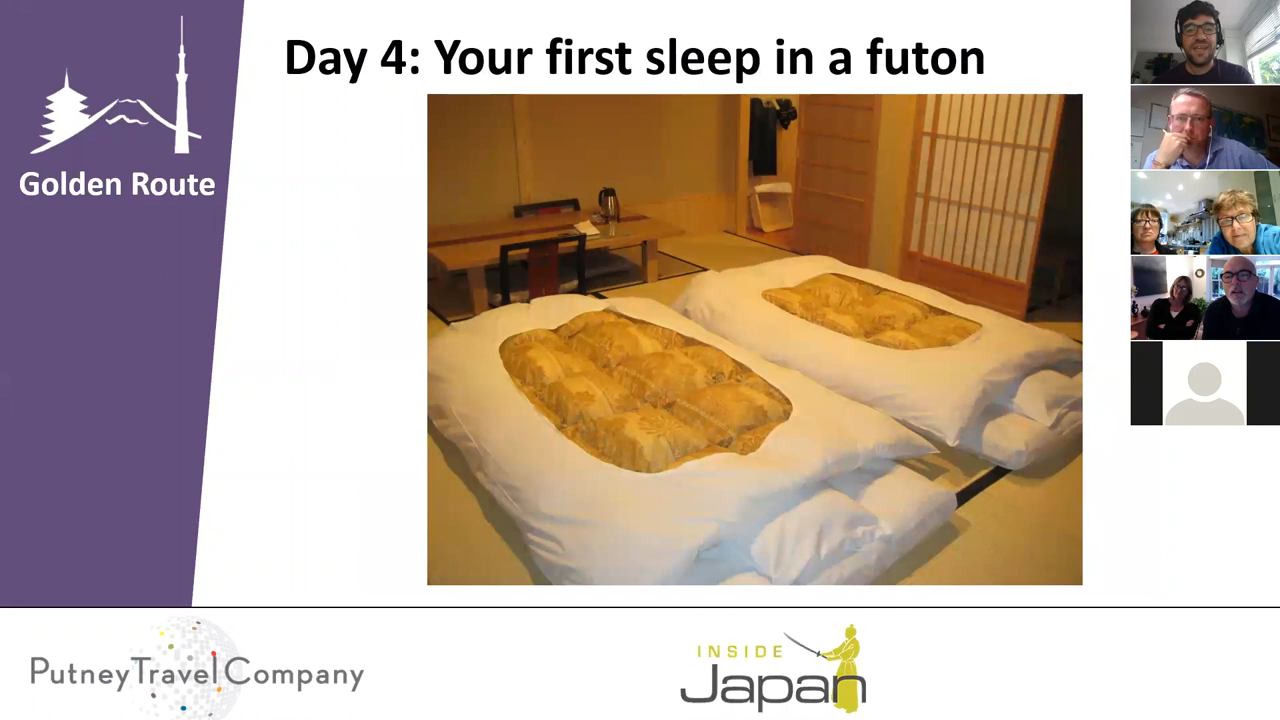 Day 4: Your first sleep in a futon
Golden Route
PutneyTravelCompany
INSIDE
Japan